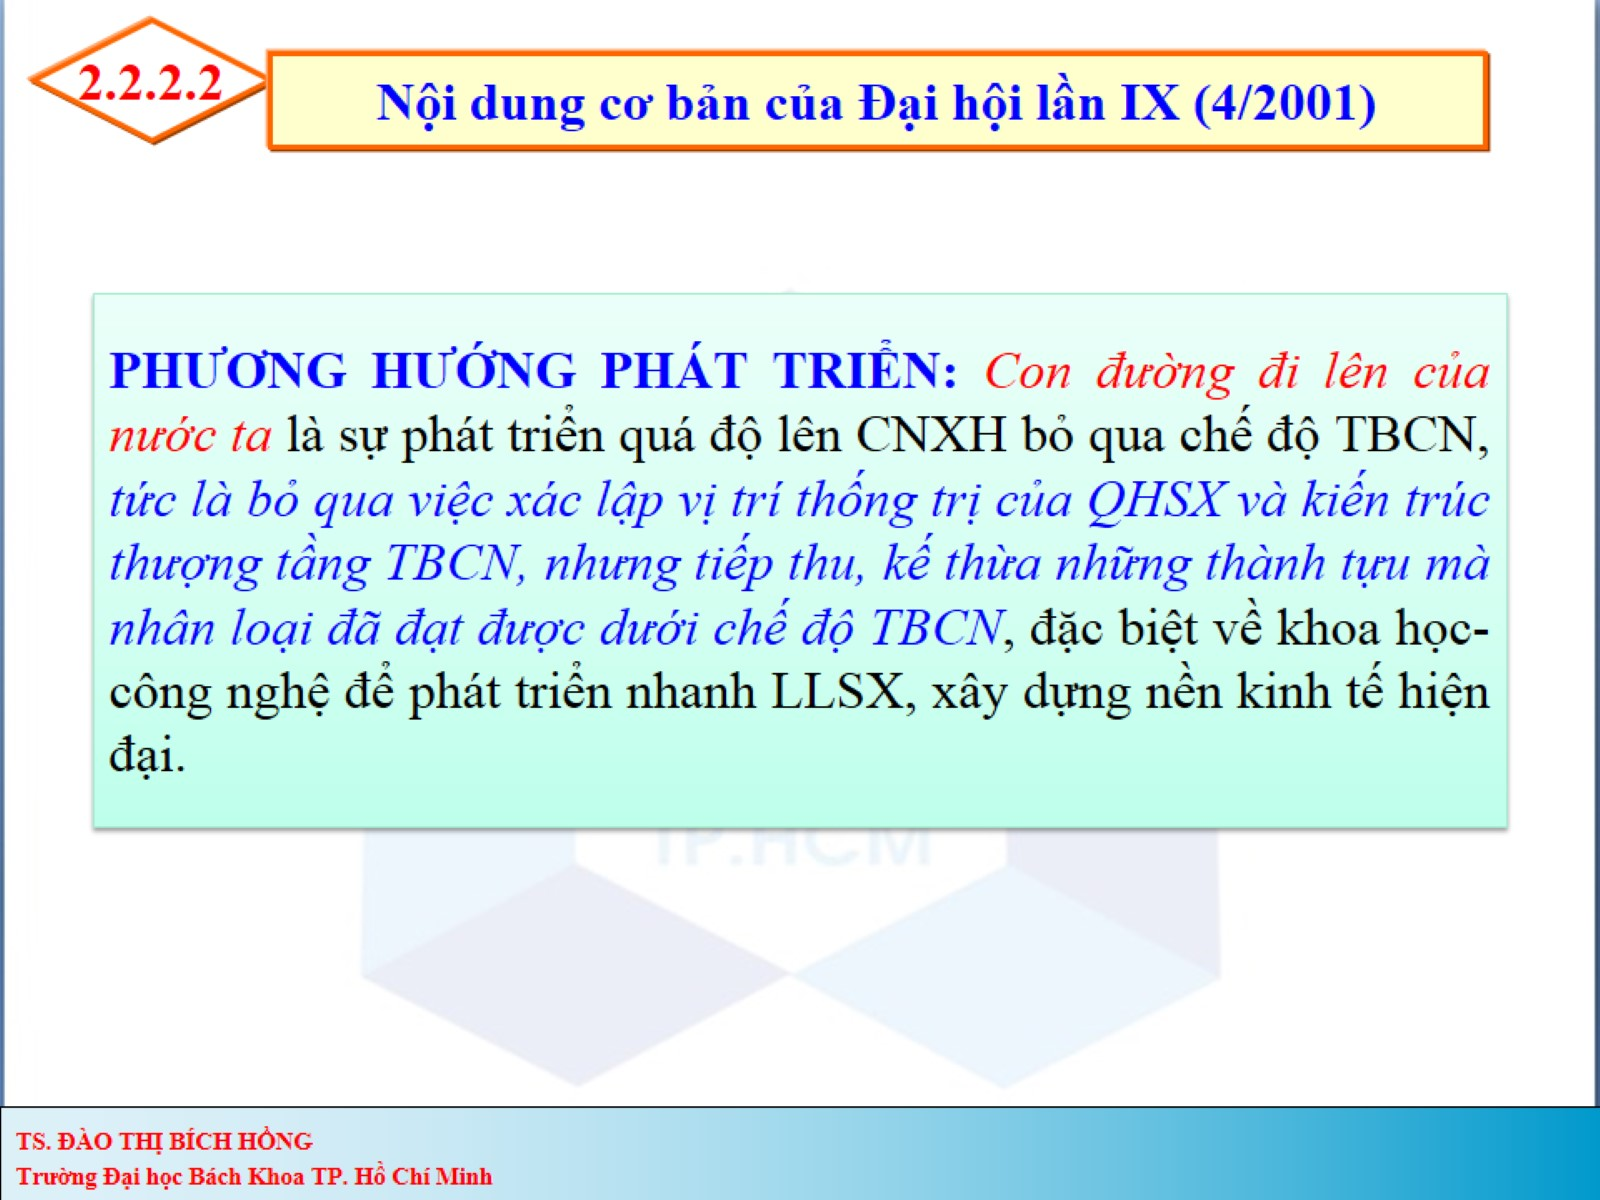 2.2.2.2
Nội dung cơ bản của Đại hội lần IX (4/2001)
PHƯƠNG HƯỚNG PHÁT TRIỂN: Con đường đi lên của
nước ta là sự phát triển quá độ lên CNXH bỏ qua chế độ TBCN,
tức là bỏ qua việc xác lập vị trí thống trị của QHSX và kiến trúc
thượng tầng TBCN, nhưng tiếp thu, kế thừa những thành tựu mà
nhân loại đã đạt được dưới chế độ TBCN, đặc biệt về khoa học-
công nghệ để phát triển nhanh LLSX, xây dựng nền kinh tế hiện
đại.
TP.HCM
TS. ĐÀO THỊ BÍCH HỒNG
Trường Đại học Bách Khoa TP. Hồ Chí Minh